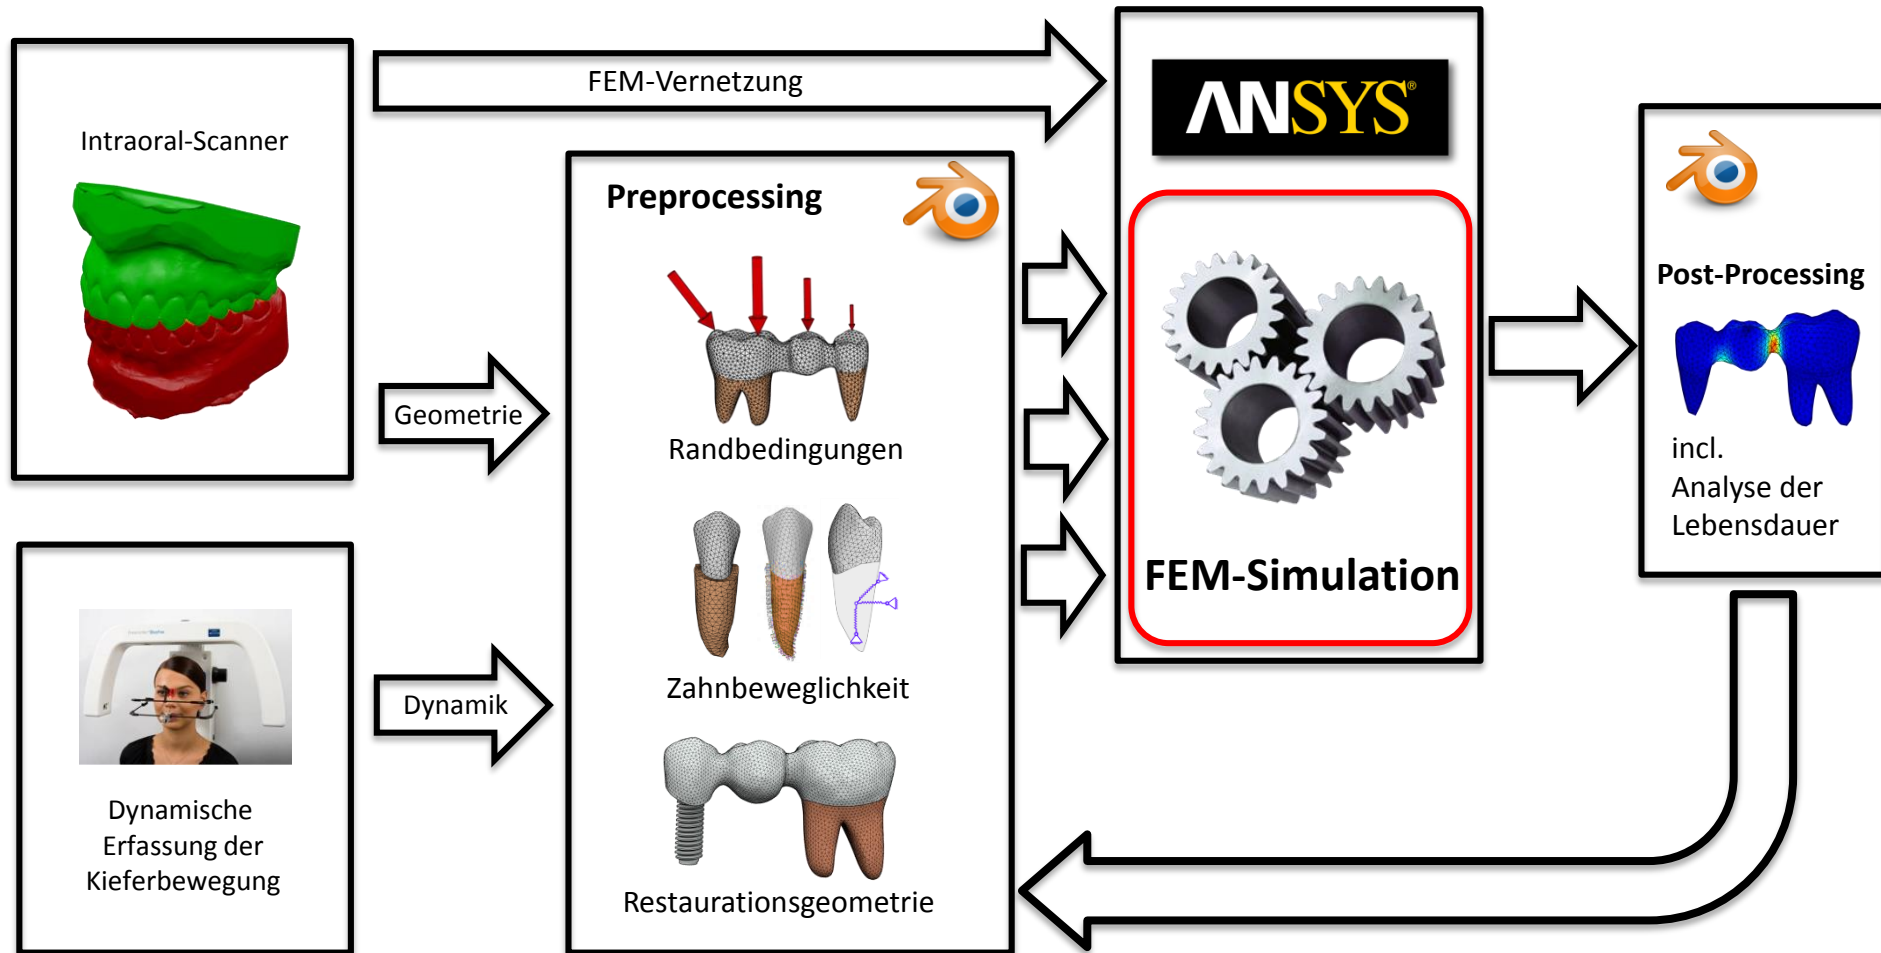 Intraoral-Scanner
FEM-Vernetzung
Geometrie
Dynamische
Erfassung der
Kieferbewegung
Dynamik
Preprocessing
Randbedingungen
Zahnbeweglichkeit
Restaurationsgeometrie
ANSYS®
FEM-Simulation
Post-Processing
incl.
Analyse der
Lebensdauer